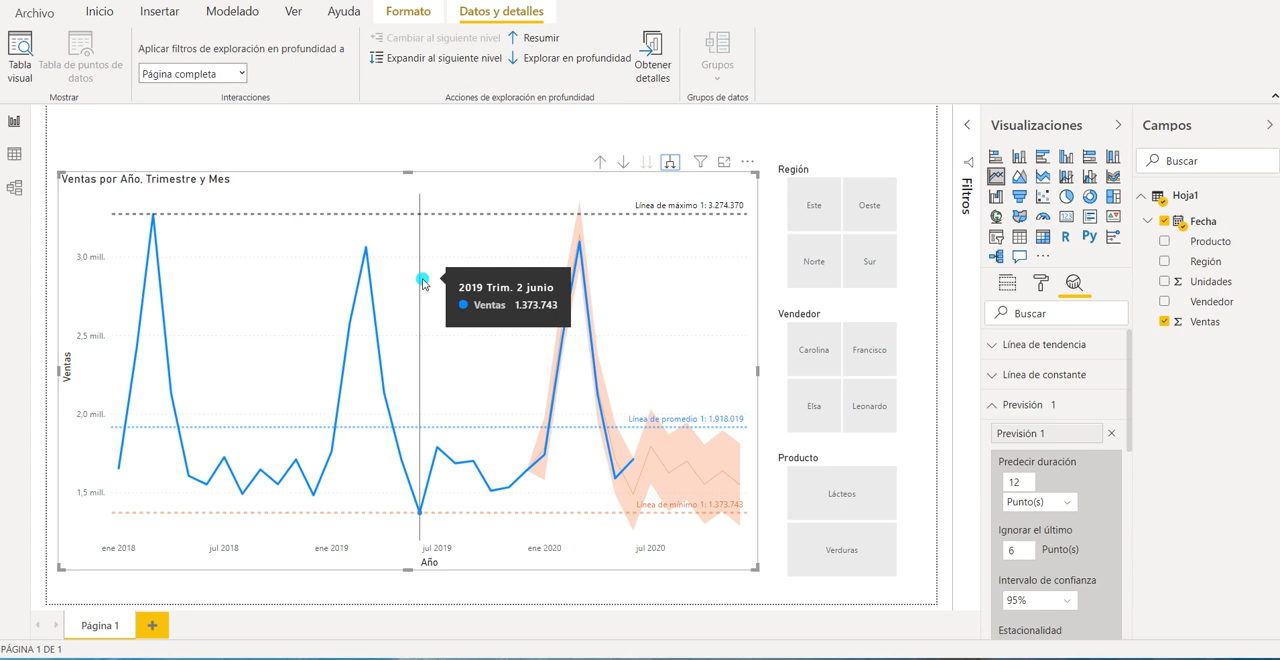 Archivo Inicio Insertar Modelado Ver Ayuda Formato Datos y detalles
Tabla visual
Tabla de puntos de datos
Mostrar
Aplicar filtros de exploración en profundidad a
Página completa
Interacciones
Cambiar al siguiente nivel
Expandir al siguiente nivel
Resumir
Explorar en profundidad
Obtener detalles
Acciones de exploración en profundidad
Grupos
Grupos de datos
Ventas por Año, Trimestre y Mes
Línea de máximo 1: 3.274.370
3,0 mill.
2019 Trim. 2 junio
Ventas 1.373.743
2,5 mill.
Ventas
2,0 mill.
Línea de promedio 1: 1.918.019
1,5 mill.
Línea de mínimo 1: 1.373.743
ene 2018 jul 2018 ene 2019 jul 2019 ene 2020 jul 2020
Año
Región
Este Oeste
Norte Sur
Vendedor
Carolina Francisco
Elsa Leonardo
Producto
Lácteos
Verduras
Filtros
Visualizaciones
R Py
123
Buscar
Línea de tendencia
Línea de constante
Previsión 1
Previsión 1
Predecir duración
12
Punto(s)
Ignorar el último
6 Punto(s)
Intervalo de confianza
95%
Estacionalidad
Campos
Buscar
Hoja1
Fecha
Producto
Región
Σ Unidades
Vendedor
Σ Ventas
Página 1
PÁGINA 1 DE 1